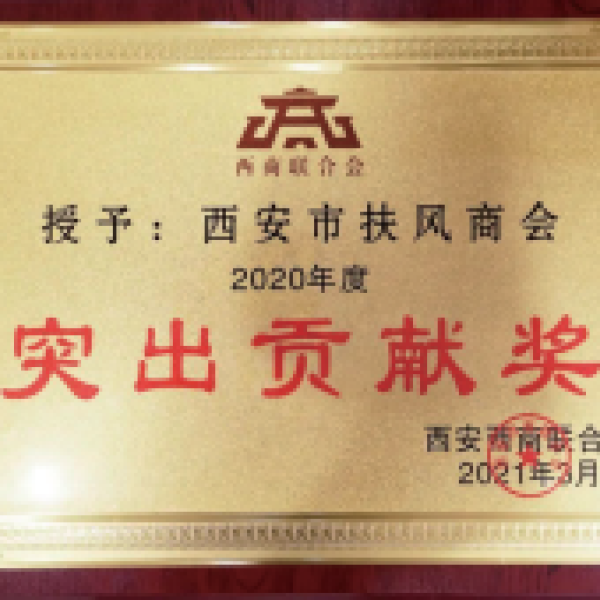 西商联合会
授予：西安市扶风商会
2020年度
突出贡献奖
西安西商联合
2021年3月